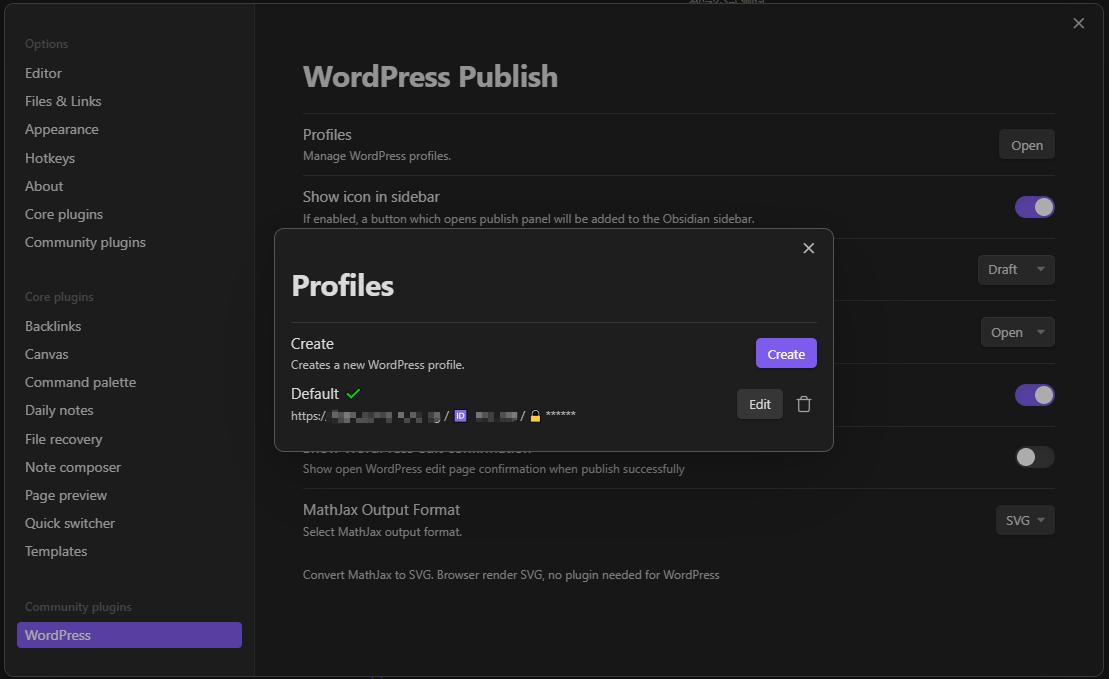 Options
Editor
Files & Links
Appearance
Hotkeys
About
Core plugins
Community plugins
Core plugins
Backlinks
Canvas
Command palette
Daily notes
File recovery
Note composer
Page preview
Quick switcher
Templates
Community plugins
WordPress
WordPress Publish
Profiles
Manage WordPress profiles.
Open
Show icon in sidebar
If enabled, a button which opens publish panel will be added to the Obsidian sidebar.
Draft
Open
Profiles
Create
Creates a new WordPress profile.
Create
Default
https:/ / ID / ******
Edit
Show open WordPress edit page confirmation when publish successfully
MathJax Output Format
Select MathJax output format.
SVG
Convert MathJax to SVG. Browser render SVG, no plugin needed for WordPress